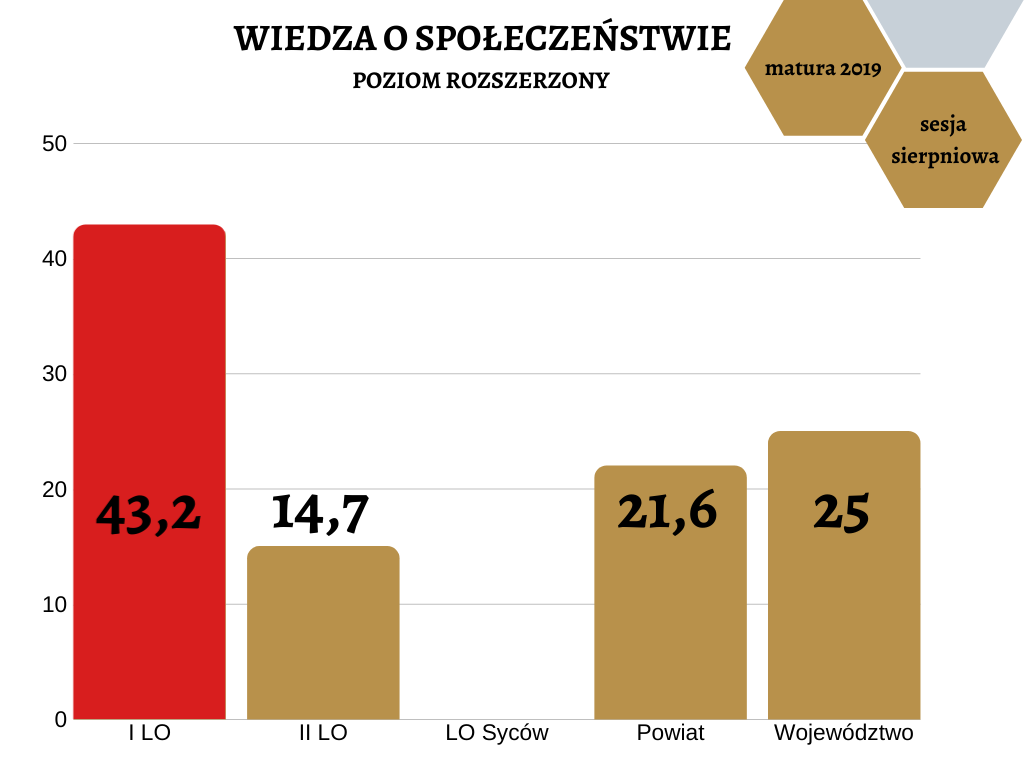 WIEDZA O SPOŁECZEŃSTWIE
POZIOM ROZSZERZONY
matura 2019
sesja
sierpniowa
50
40
30
20
10
0
43,2
14,7
21,6
25
I LO
II LO
LO Syców
Powiat
Województwo